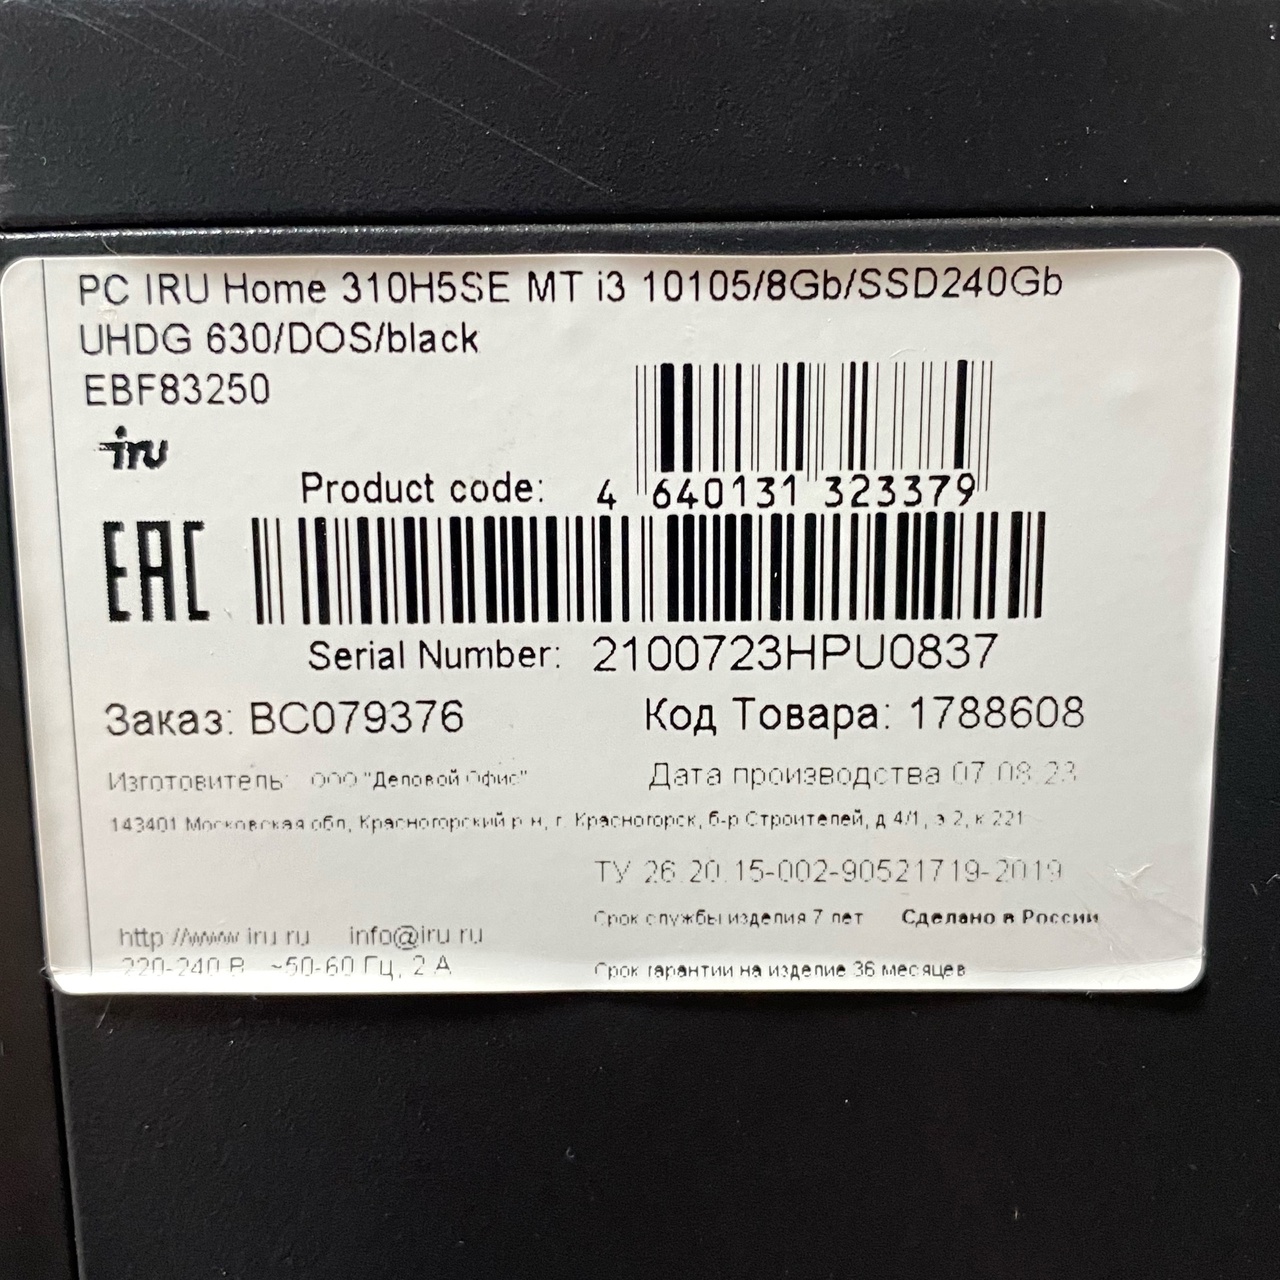 PC IRU Home 310H5SE MT i3 10105/8Gb/SSD240Gb
UHDG 630/DOS/black
EBF83250
iru
Product code: 4 640131 323379
EAC
Serial Number: 2100723HPU0837
Заказ: ВС079376 Код Товара: 1788608
Изготовитель: ООО "Деловой Офис" Дата производства 07.08.23
143401 Московская обл, Красногорский р-н, г. Красногорск, б-р Строителей, д 4/1, э 2, к 221
ТУ 26.20.15-002-90521719-2019
Срок службы изделия 7 лет Сделано в России
http://www.iru.ru info@iru.ru
220-240 В ~50-60 Гц, 2 А Срок гарантии на изделие 36 месяцев